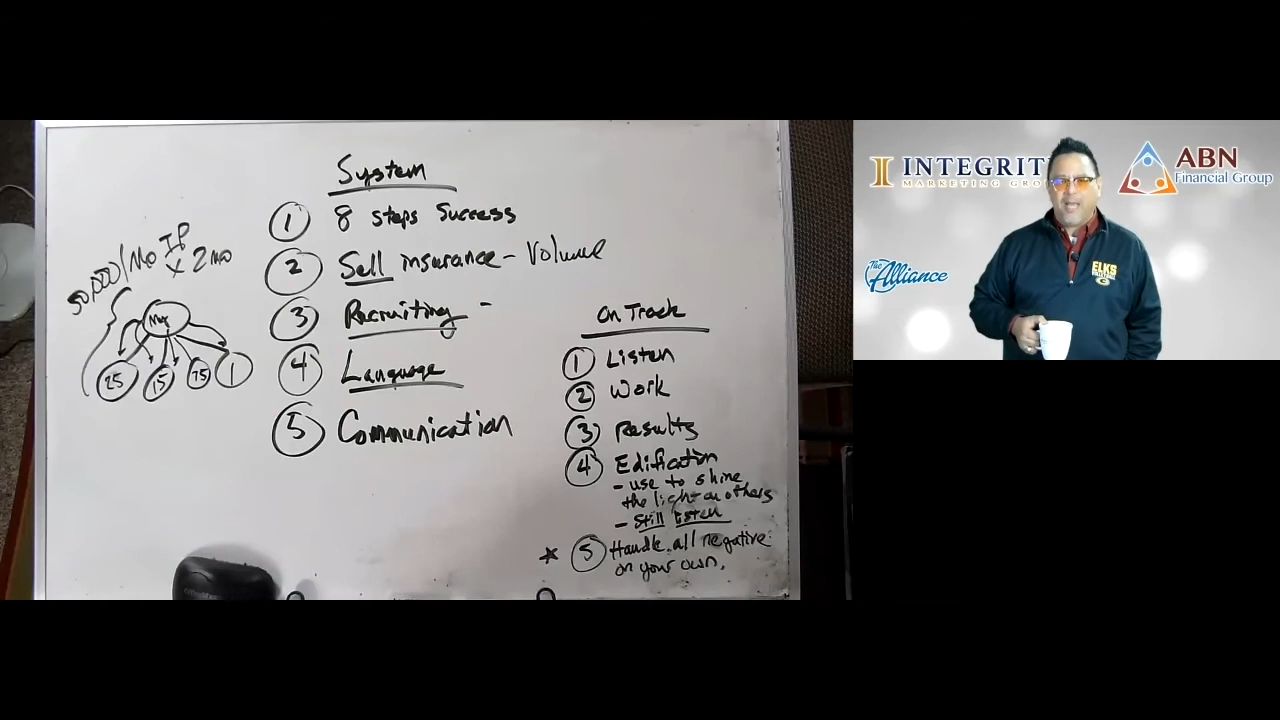 System
① 8 steps Success
② Sell insurance - Volume
③ Recruiting -
④ Language
⑤ Communication
50,000/Mo IP
x 2 mo
25
15
75
1
On Track
① Listen
② Work
③ Results
④ Edification
- use to shine
the light on others
- Still Listen
* ⑤ Handle all negative
on your own.
INTEGRIT
MARKETING GRO
ABN
Financial Group
The
Alliance
ELKS
G